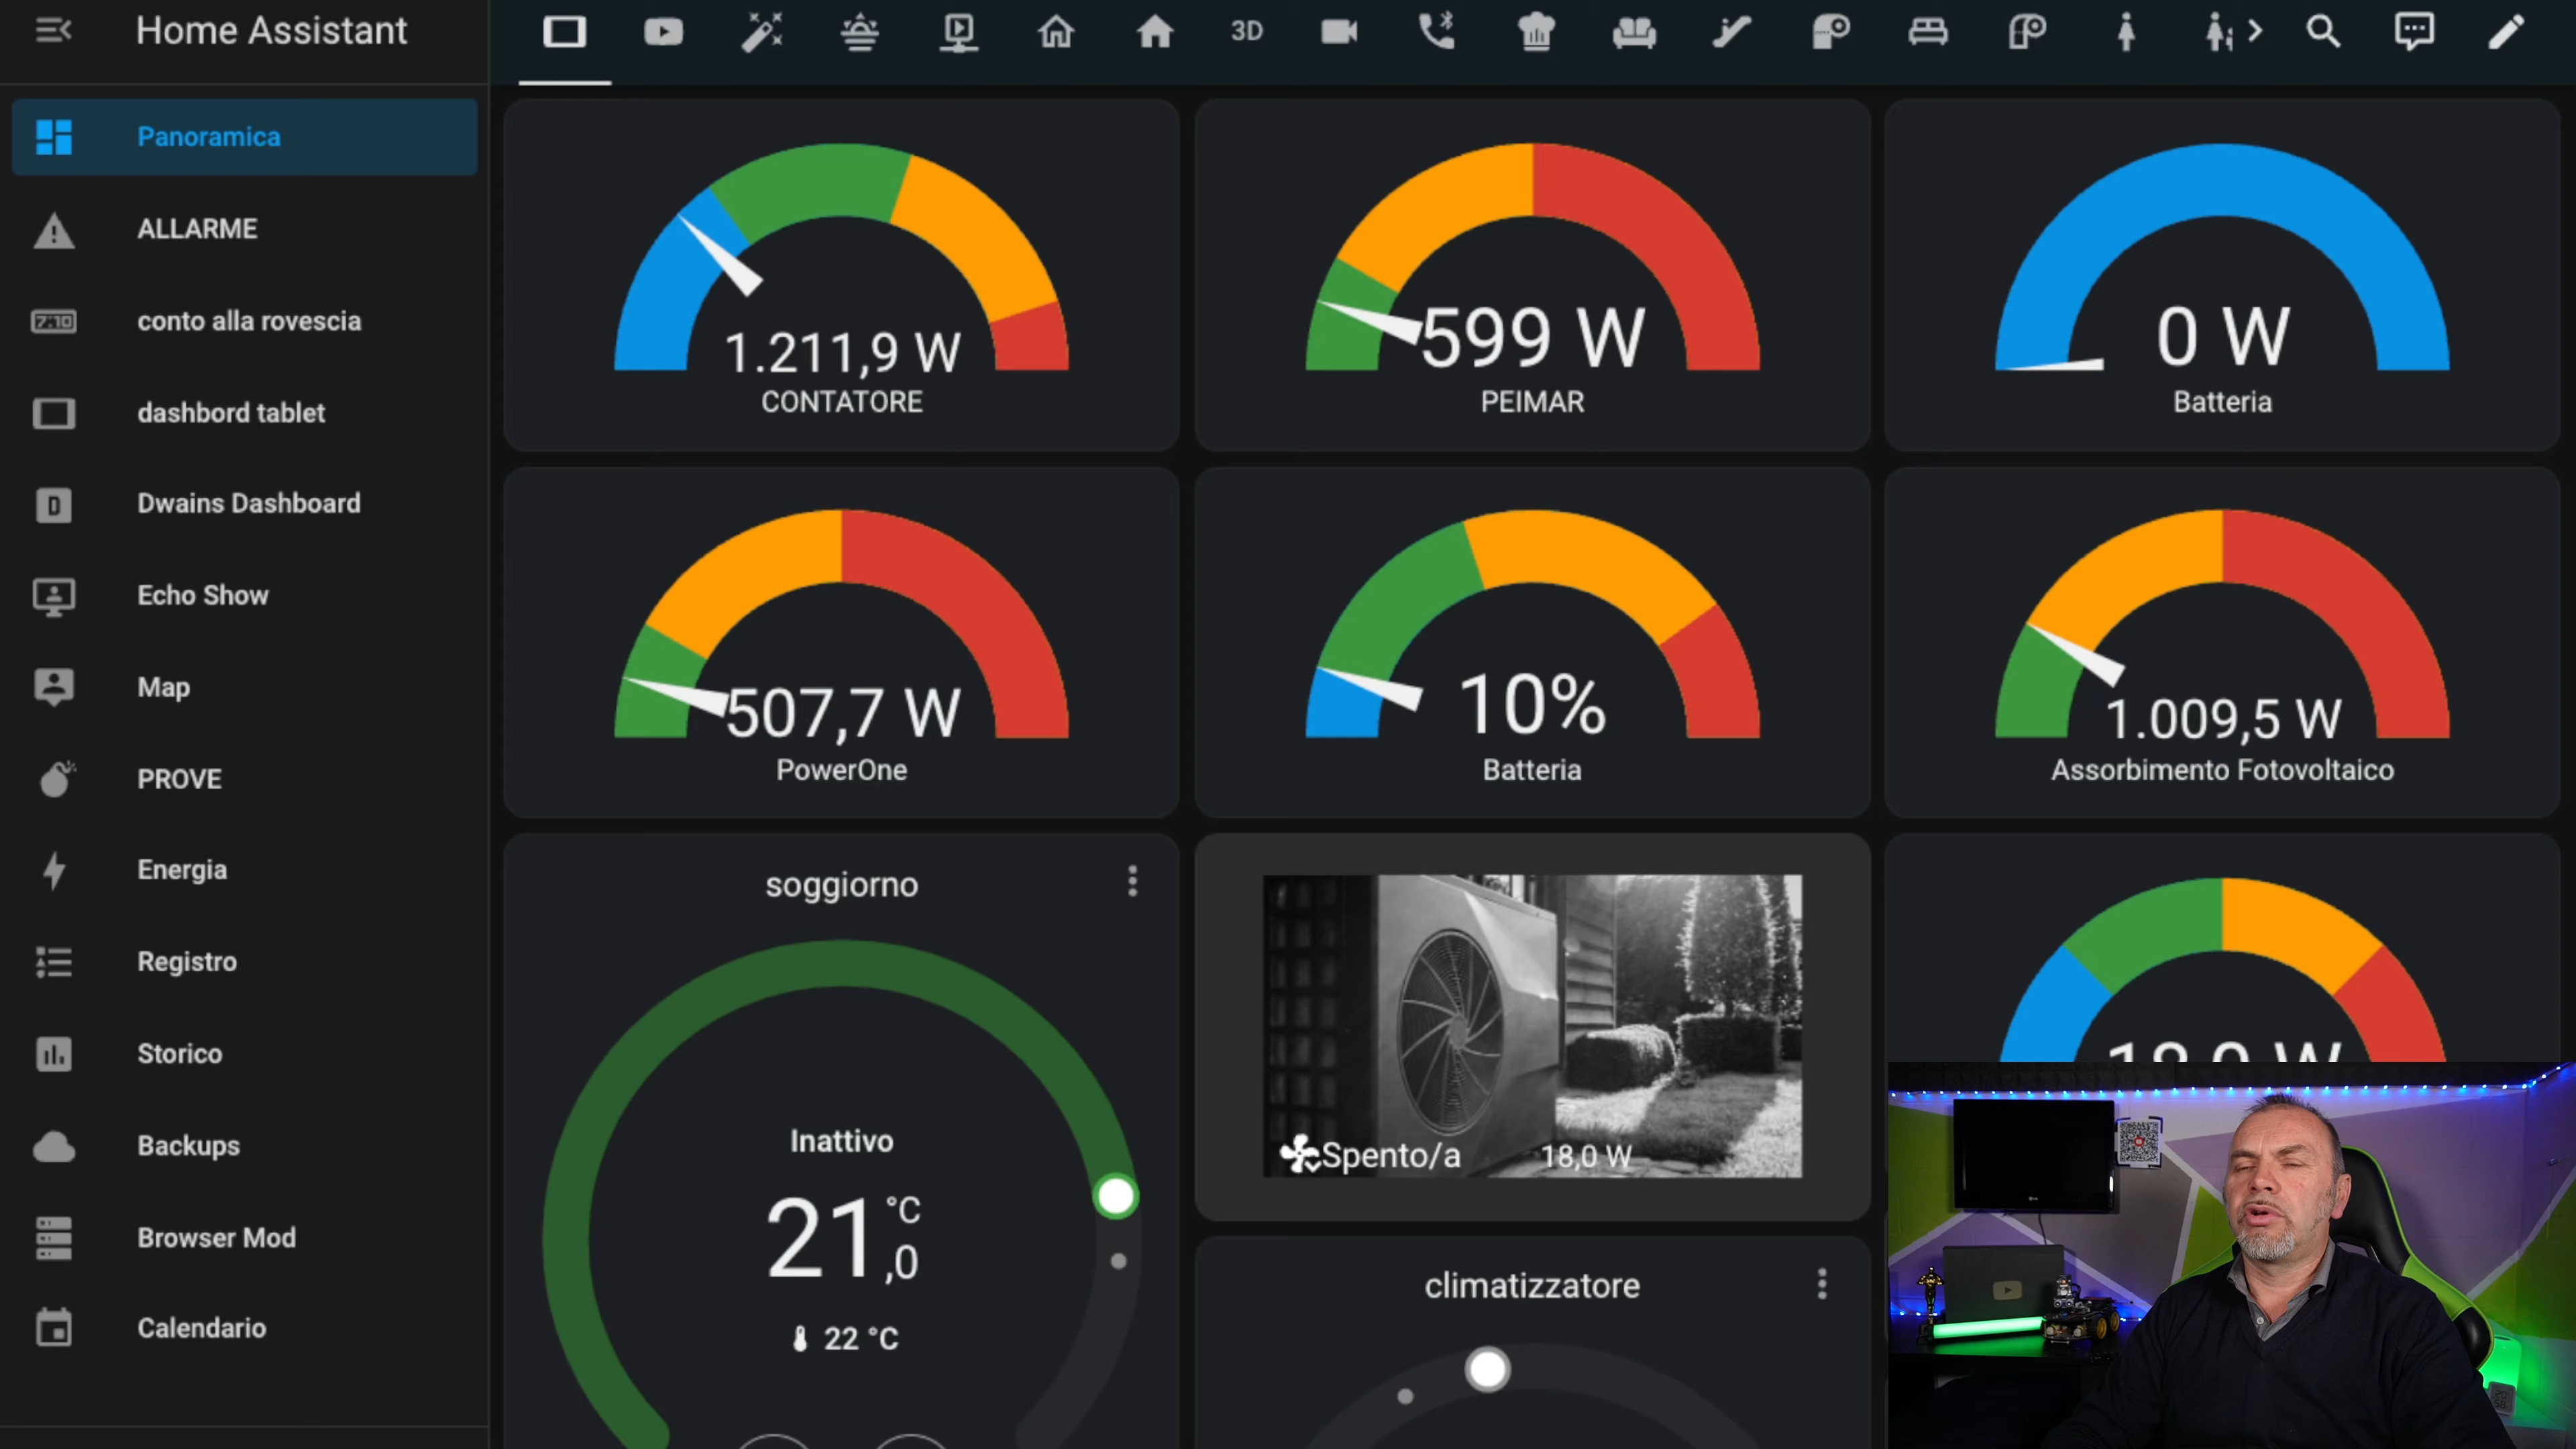 Home Assistant
3D
Panoramica
ALLARME
conto alla rovescia
dashbord tablet
Dwains Dashboard
Echo Show
Map
PROVE
Energia
Registro
Storico
Backups
Browser Mod
Calendario
1.211,9 W
CONTATORE
599 W
PEIMAR
0 W
Batteria
507,7 W
PowerOne
10%
Batteria
1.009,5 W
Assorbimento Fotovoltaico
soggiorno
Inattivo
21,0 °C
22 °C
Spento/a 18,0 W
climatizzatore